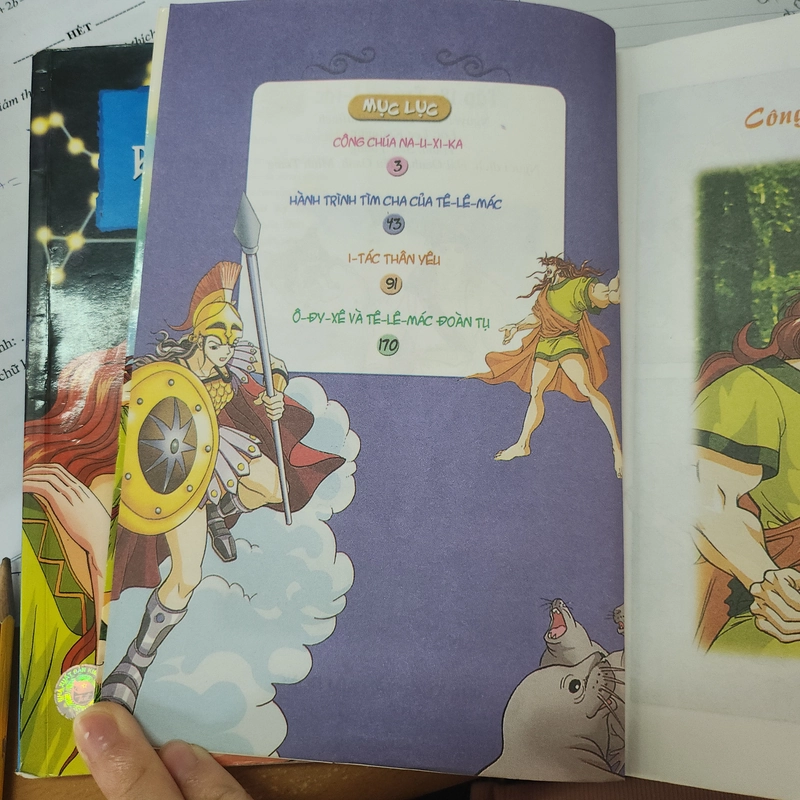 HẾT
MỤC LỤC
CÔNG CHÚA NA-U-XI-KA
3
HÀNH TRÌNH TÌM CHA CỦA TÊ-LÊ-MÁC
43
I-TÁC THÂN YÊU
91
Ô-ĐY-XÊ VÀ TÊ-LÊ-MÁC ĐOÀN TỤ
170
Công